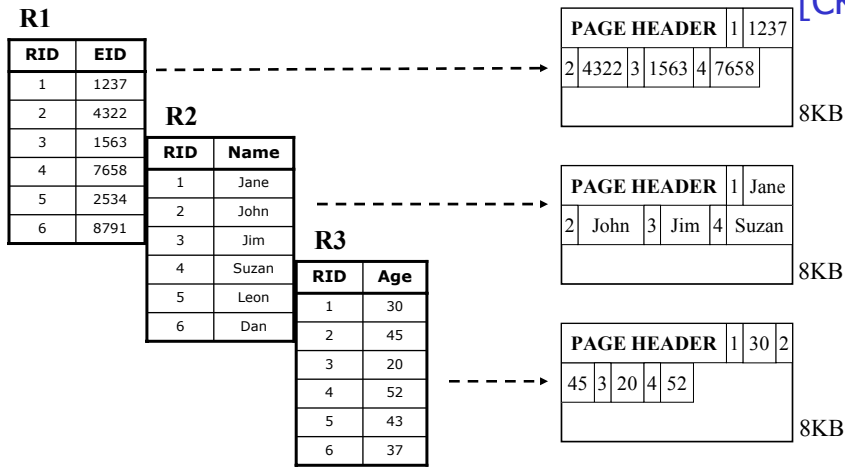 [CK
R1
RID EID
1 1237
2 4322
3 1563
4 7658
5 2534
6 8791
R2
RID Name
1 Jane
2 John
3 Jim
4 Suzan
5 Leon
6 Dan
R3
RID Age
1 30
2 45
3 20
4 52
5 43
6 37
PAGE HEADER 1 1237
2 4322 3 1563 4 7658
8KB
PAGE HEADER 1 Jane
2 John 3 Jim 4 Suzan
8KB
PAGE HEADER 1 30 2
45 3 20 4 52
8KB